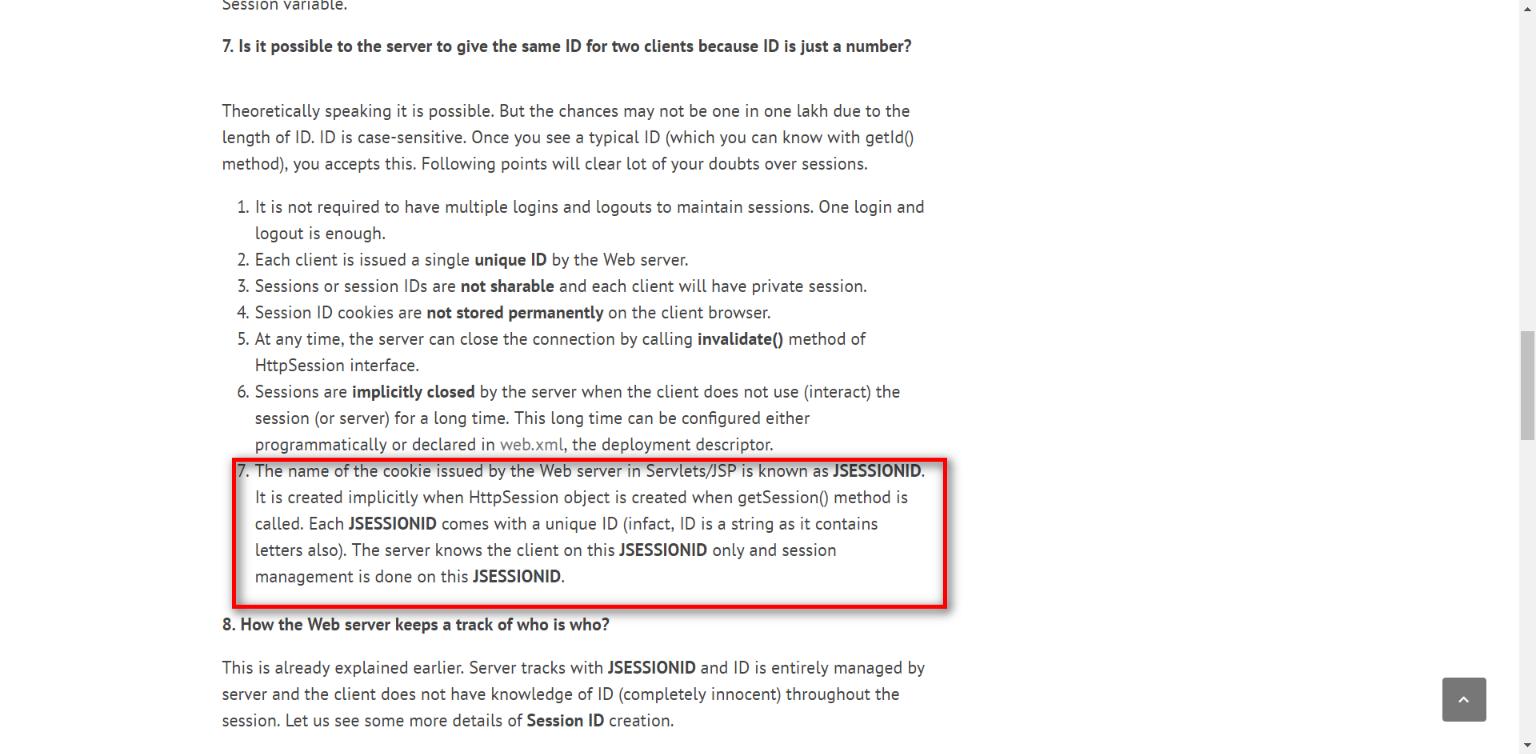 Session variable.
7. Is it possible to the server to give the same ID for two clients because ID is just a number?
Theoretically speaking it is possible. But the chances may not be one in one lakh due to the
length of ID. ID is case-sensitive. Once you see a typical ID (which you can know with getId()
method), you accepts this. Following points will clear lot of your doubts over sessions.
1. It is not required to have multiple logins and logouts to maintain sessions. One login and
logout is enough.
2. Each client is issued a single unique ID by the Web server.
3. Sessions or session IDs are not sharable and each client will have private session.
4. Session ID cookies are not stored permanently on the client browser.
5. At any time, the server can close the connection by calling invalidate() method of
HttpSession interface.
6. Sessions are implicitly closed by the server when the client does not use (interact) the
session (or server) for a long time. This long time can be configured either
programmatically or declared in web.xml, the deployment descriptor.
7. The name of the cookie issued by the Web server in Servlets/JSP is known as JSESSIONID.
It is created implicitly when HttpSession object is created when getSession() method is
called. Each JSESSIONID comes with a unique ID (infact, ID is a string as it contains
letters also). The server knows the client on this JSESSIONID only and session
management is done on this JSESSIONID.
8. How the Web server keeps a track of who is who?
This is already explained earlier. Server tracks with JSESSIONID and ID is entirely managed by
server and the client does not have knowledge of ID (completely innocent) throughout the
session. Let us see some more details of Session ID creation.